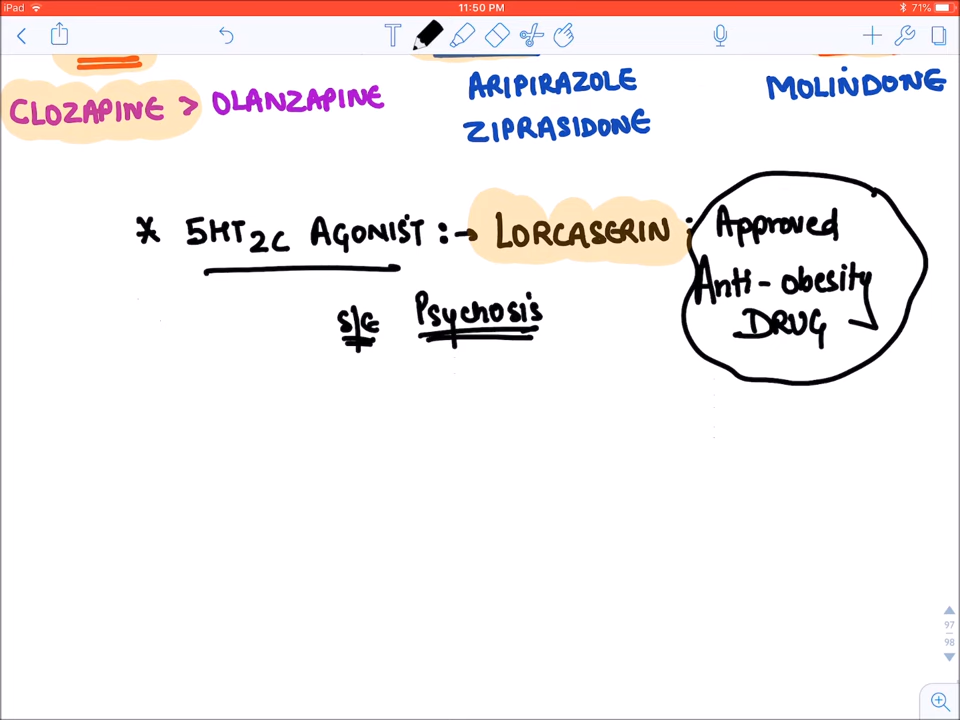 iPad 11:50 PM 71%
T
CLOZAPINE > OLANZAPINE
ARIPIRAZOLE
ZIPRASIDONE
MOLINDONE
* 5HT2C AGONIST :→ LORCASERIN :
Approved
Anti-obesity
DRUG
S/E Psychosis
97
98